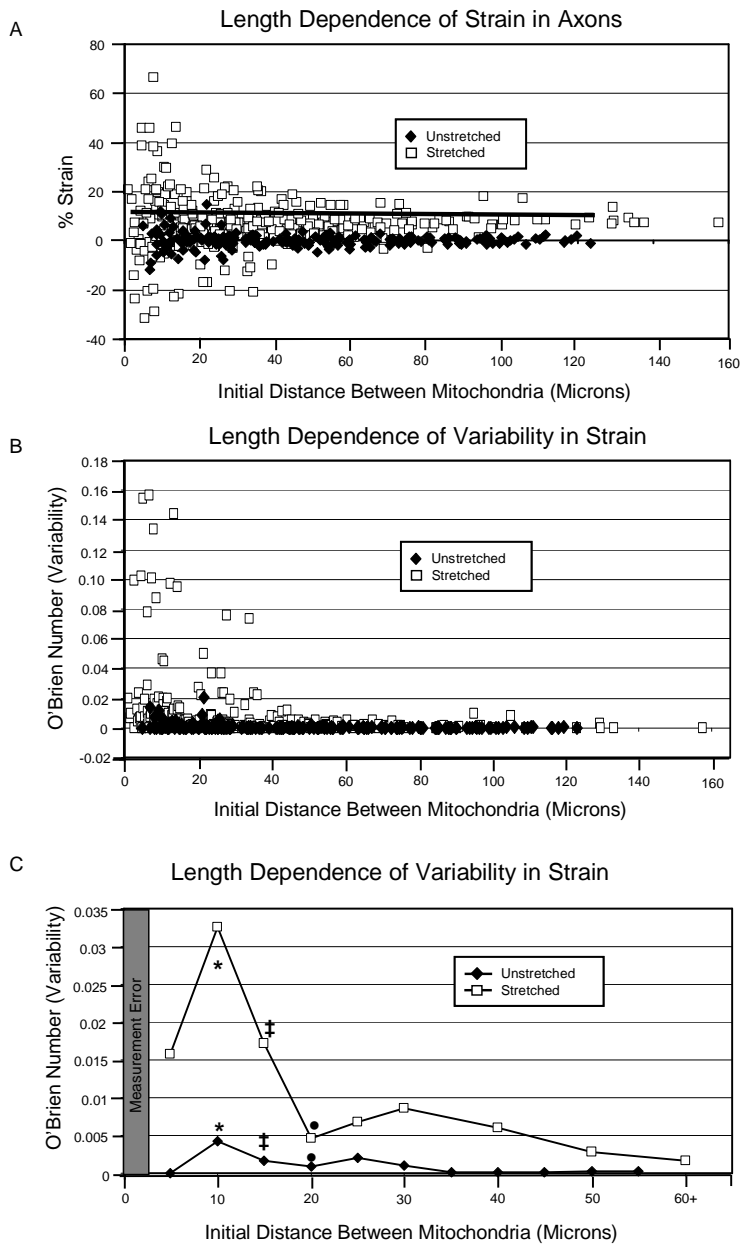 A
Length Dependence of Strain in Axons
% Strain
80
60
40
20
0
-20
-40
Unstretched
Stretched
0 20 40 60 80 100 120 140 160
Initial Distance Between Mitochondria (Microns)
B
Length Dependence of Variability in Strain
O'Brien Number (Variability)
0.18
0.16
0.14
0.12
0.10
0.08
0.06
0.04
0.02
0
-0.02
Unstretched
Stretched
0 20 40 60 80 100 120 140 160
Initial Distance Between Mitochondria (Microns)
C
Length Dependence of Variability in Strain
O'Brien Number (Variability)
0.035
0.03
0.025
0.02
0.015
0.01
0.005
0
Measurement Error
*
‡
•
*
‡
•
Unstretched
Stretched
0 10 20 30 40 50 60+
Initial Distance Between Mitochondria (Microns)